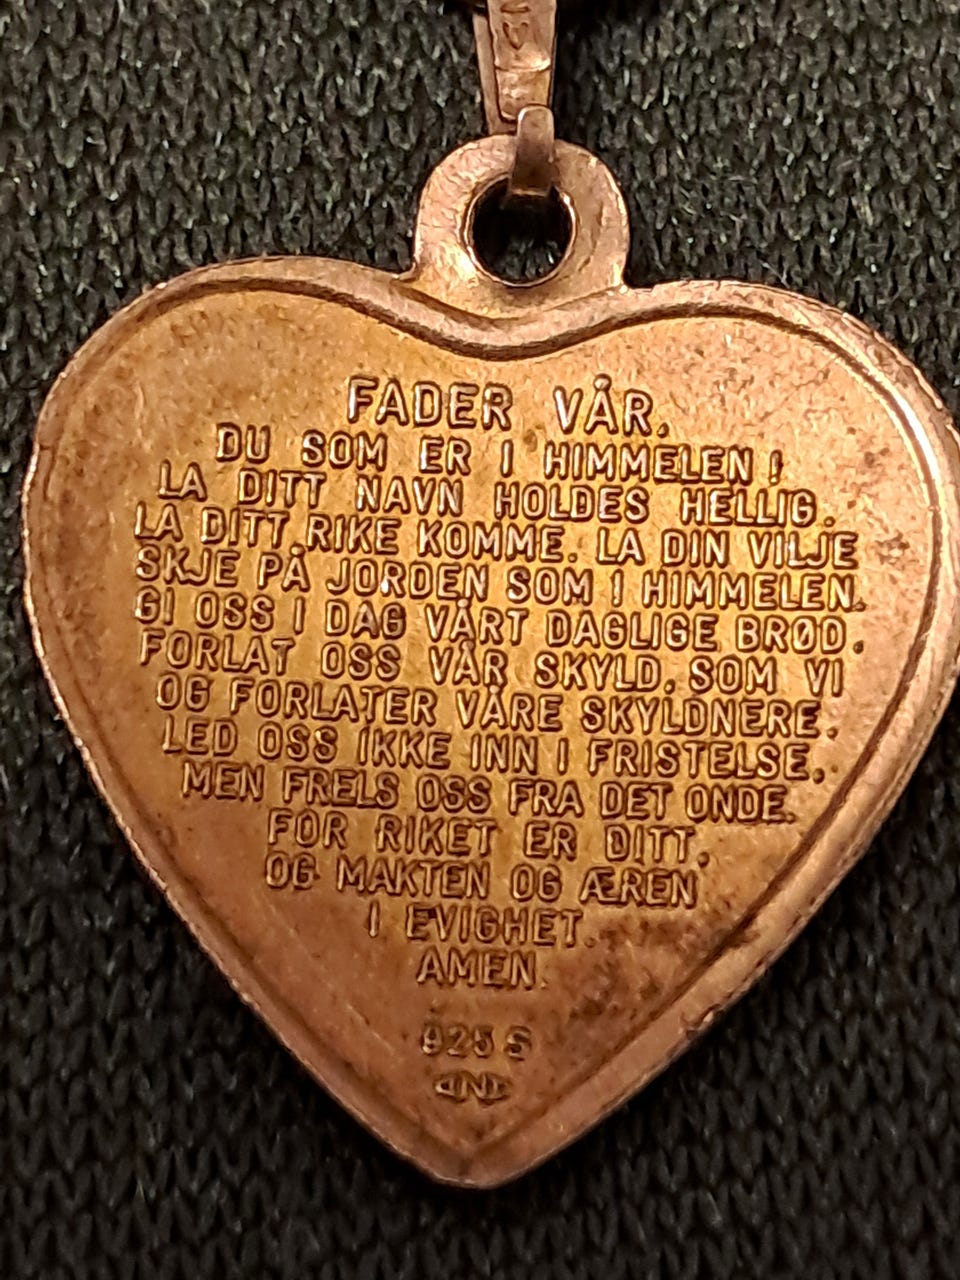 FADER VÅR,
DU SOM ER I HIMMELEN!
LA DITT NAVN HOLDES HELLIG.
LA DITT RIKE KOMME. LA DIN VILJE
SKJE PÅ JORDEN SOM I HIMMELEN.
GI OSS I DAG VÅRT DAGLIGE BRØD.
FORLAT OSS VÅR SKYLD, SOM VI
OG FORLATER VÅRE SKYLDNERE.
LED OSS IKKE INN I FRISTELSE,
MEN FRELS OSS FRA DET ONDE.
FOR RIKET ER DITT,
OG MAKTEN OG ÆREN
I EVIGHET.
AMEN.
925 S